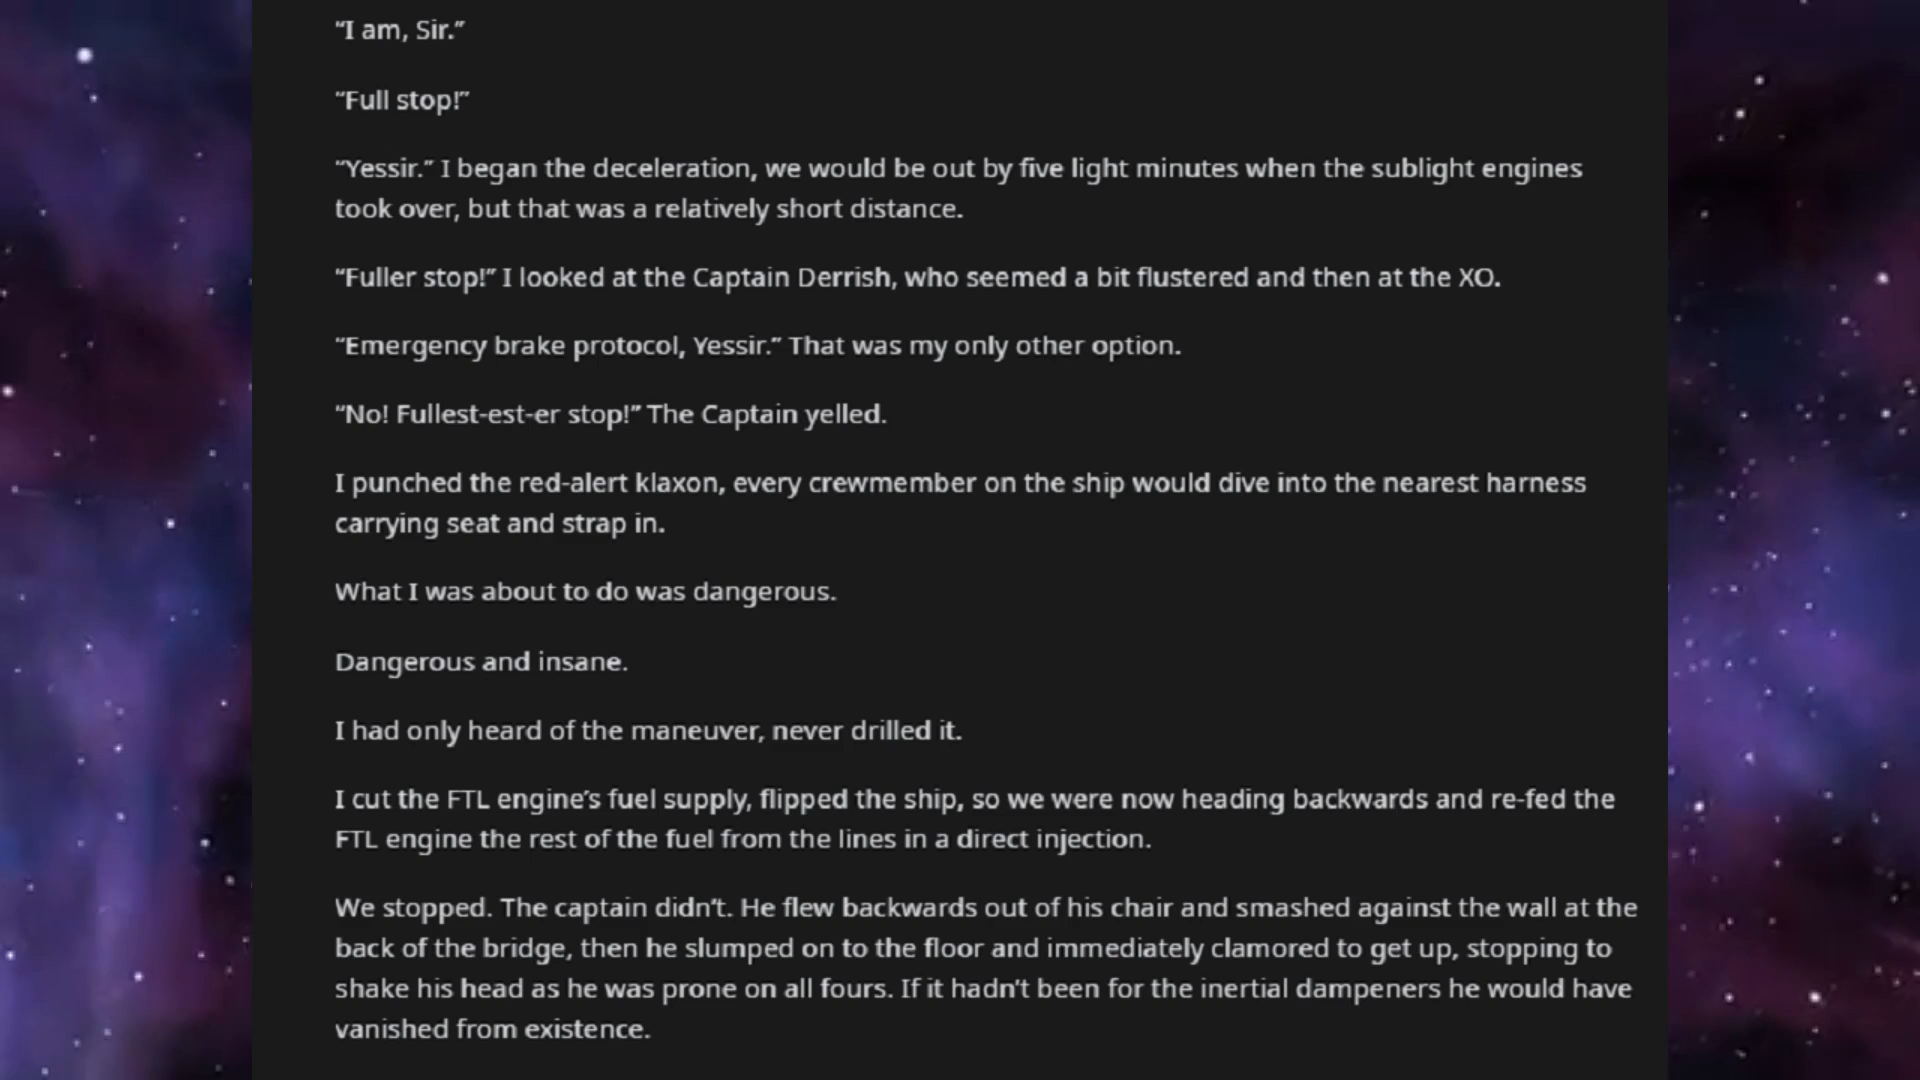 “I am, Sir.”
“Full stop!”
“Yessir.” I began the deceleration, we would be out by five light minutes when the sublight engines
took over, but that was a relatively short distance.
“Fuller stop!” I looked at the Captain Derrish, who seemed a bit flustered and then at the XO.
“Emergency brake protocol, Yessir.” That was my only other option.
“No! Fullest-est-er stop!” The Captain yelled.
I punched the red-alert klaxon, every crewmember on the ship would dive into the nearest harness
carrying seat and strap in.
What I was about to do was dangerous.
Dangerous and insane.
I had only heard of the maneuver, never drilled it.
I cut the FTL engine’s fuel supply, flipped the ship, so we were now heading backwards and re-fed the
FTL engine the rest of the fuel from the lines in a direct injection.
We stopped. The captain didn’t. He flew backwards out of his chair and smashed against the wall at the
back of the bridge, then he slumped on to the floor and immediately clamored to get up, stopping to
shake his head as he was prone on all fours. If it hadn’t been for the inertial dampeners he would have
vanished from existence.